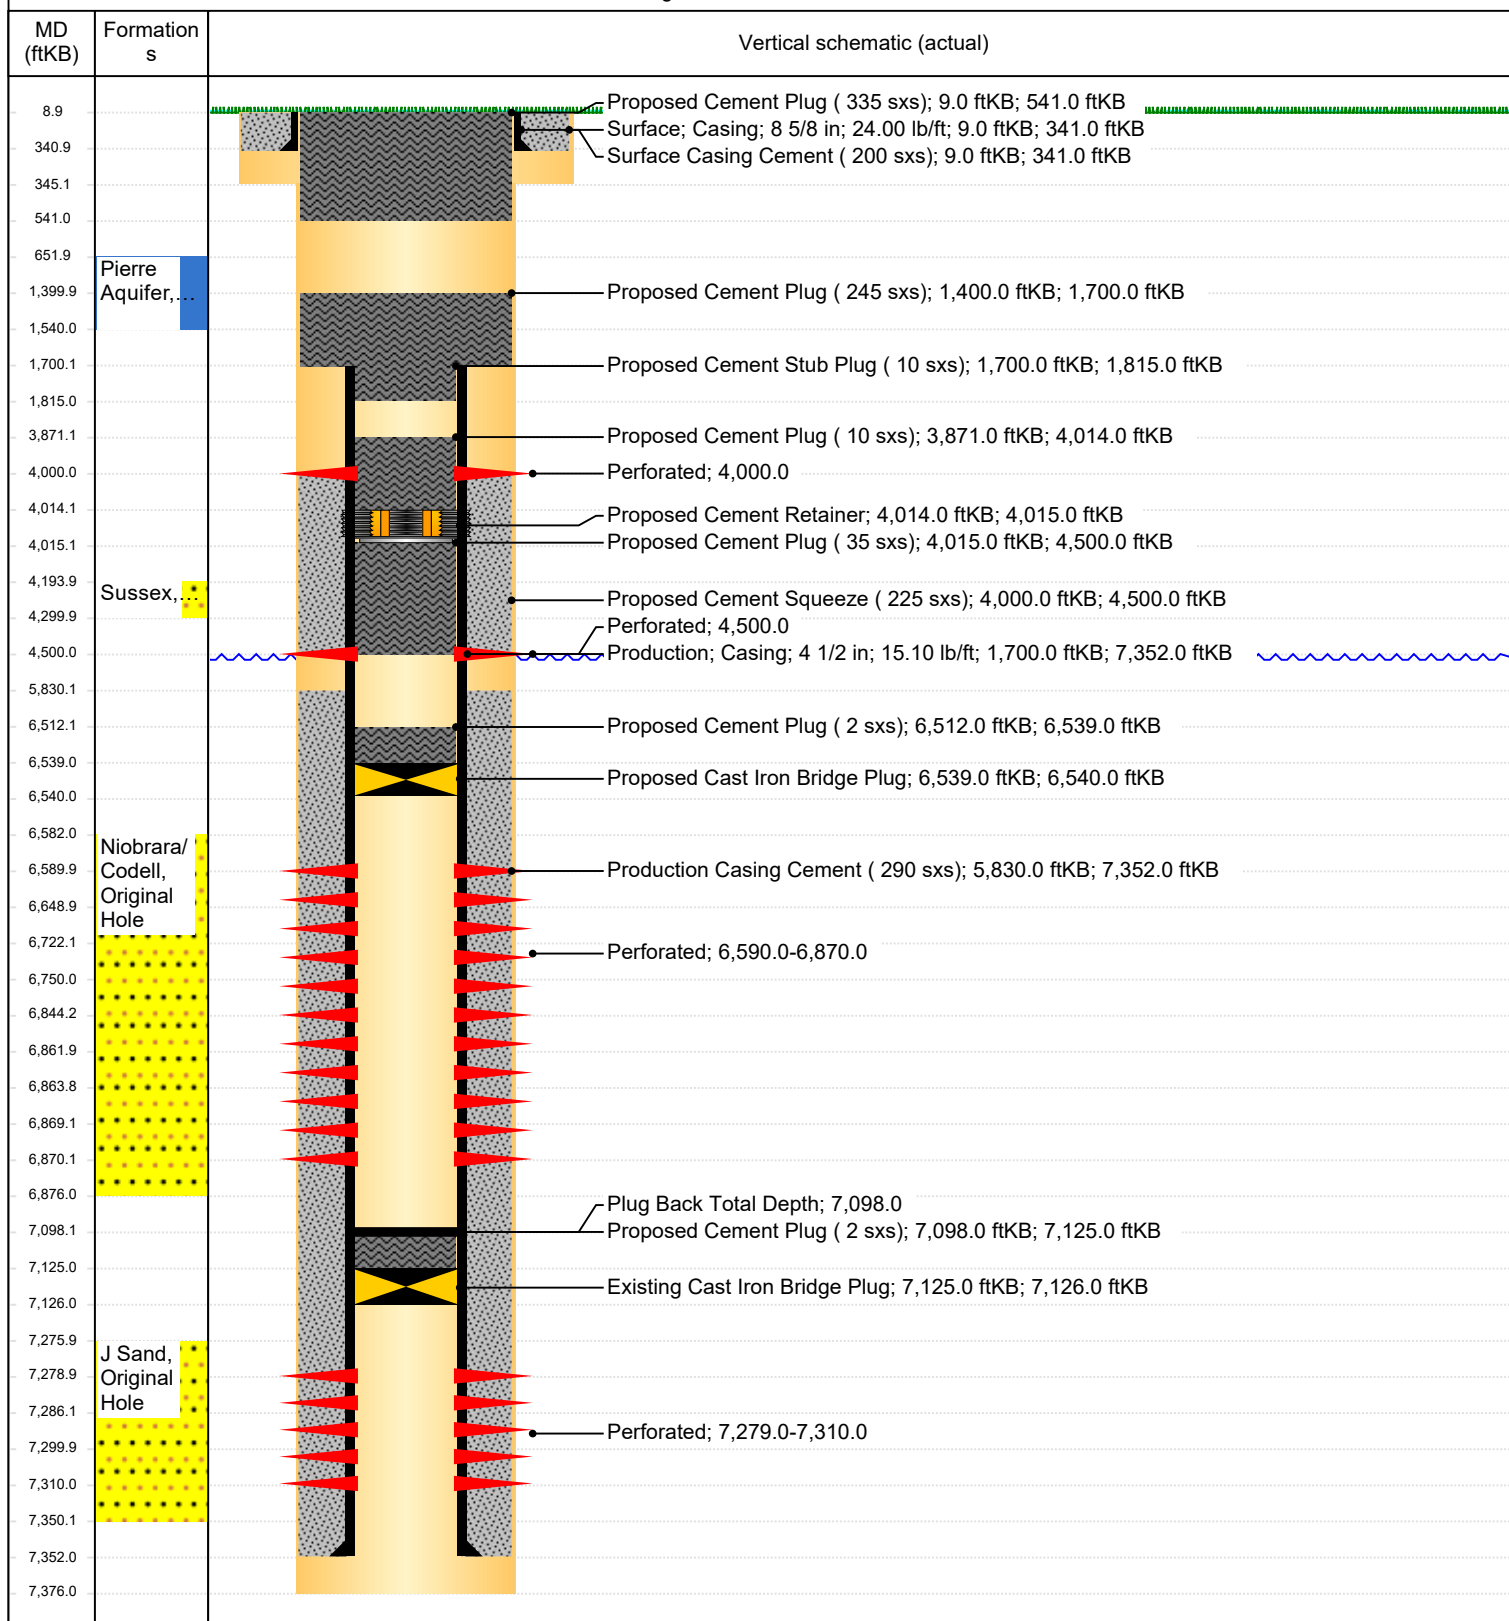 MD
(ftKB)
Formation
s
Vertical schematic (actual)
8.9
340.9
345.1
541.0
651.9
1,399.9
1,540.0
1,700.1
1,815.0
3,871.1
4,000.0
4,014.1
4,015.1
4,193.9
4,299.9
4,500.0
5,830.1
6,512.1
6,539.0
6,540.0
6,582.0
6,589.9
6,648.9
6,722.1
6,750.0
6,844.2
6,861.9
6,863.8
6,869.1
6,870.1
6,876.0
7,098.1
7,125.0
7,126.0
7,275.9
7,278.9
7,286.1
7,299.9
7,310.0
7,350.1
7,352.0
7,376.0
Pierre
Aquifer,...
Sussex,...
Niobrara/
Codell,
Original
Hole
J Sand,
Original
Hole
Proposed Cement Plug ( 335 sxs); 9.0 ftKB; 541.0 ftKB
Surface; Casing; 8 5/8 in; 24.00 lb/ft; 9.0 ftKB; 341.0 ftKB
Surface Casing Cement ( 200 sxs); 9.0 ftKB; 341.0 ftKB
Proposed Cement Plug ( 245 sxs); 1,400.0 ftKB; 1,700.0 ftKB
Proposed Cement Stub Plug ( 10 sxs); 1,700.0 ftKB; 1,815.0 ftKB
Proposed Cement Plug ( 10 sxs); 3,871.0 ftKB; 4,014.0 ftKB
Perforated; 4,000.0
Proposed Cement Retainer; 4,014.0 ftKB; 4,015.0 ftKB
Proposed Cement Plug ( 35 sxs); 4,015.0 ftKB; 4,500.0 ftKB
Proposed Cement Squeeze ( 225 sxs); 4,000.0 ftKB; 4,500.0 ftKB
Perforated; 4,500.0
Production; Casing; 4 1/2 in; 15.10 lb/ft; 1,700.0 ftKB; 7,352.0 ftKB
Proposed Cement Plug ( 2 sxs); 6,512.0 ftKB; 6,539.0 ftKB
Proposed Cast Iron Bridge Plug; 6,539.0 ftKB; 6,540.0 ftKB
Production Casing Cement ( 290 sxs); 5,830.0 ftKB; 7,352.0 ftKB
Perforated; 6,590.0-6,870.0
Plug Back Total Depth; 7,098.0
Proposed Cement Plug ( 2 sxs); 7,098.0 ftKB; 7,125.0 ftKB
Existing Cast Iron Bridge Plug; 7,125.0 ftKB; 7,126.0 ftKB
Perforated; 7,279.0-7,310.0